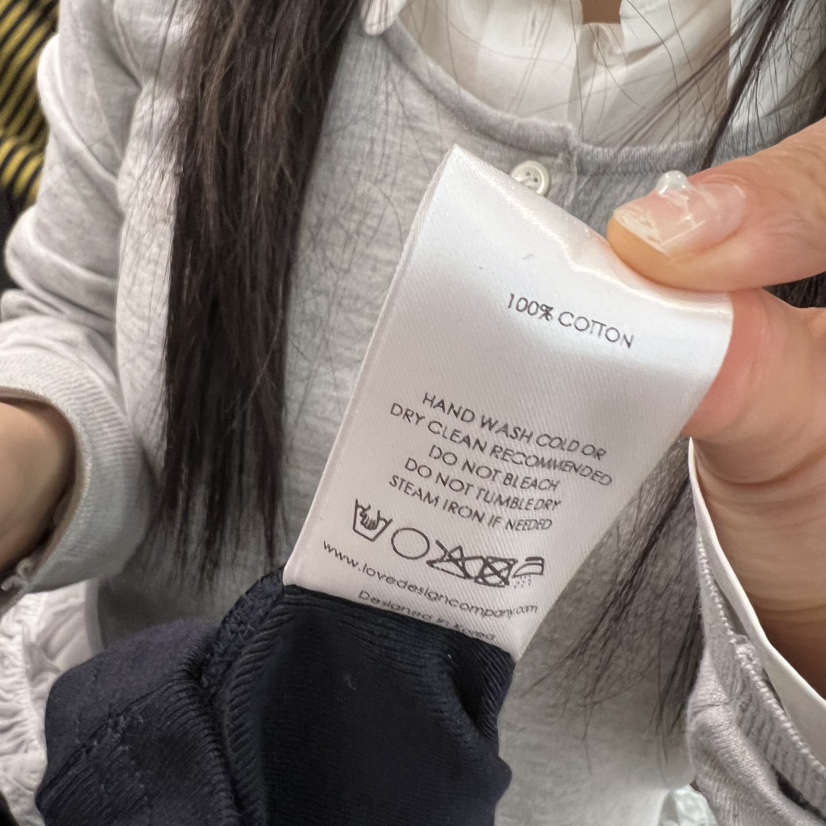 100% COTTON
HAND WASH COLD OR
DRY CLEAN RECOMMENDED
DO NOT BLEACH
DO NOT TUMBLE DRY
STEAM IRON IF NEEDED
www.lovedesigncompany.com
Designed in Korea